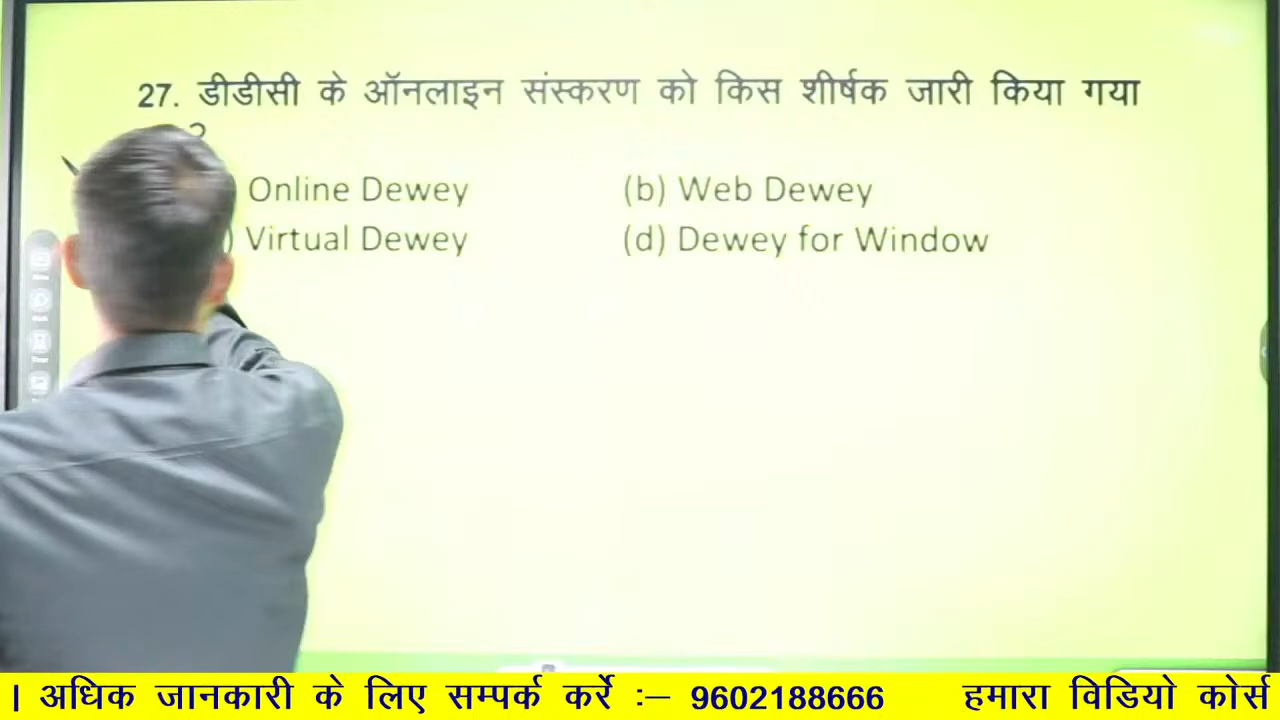 27. डीडीसी के ऑनलाइन संस्करण को किस शीर्षक जारी किया गया
Online Dewey (b) Web Dewey
) Virtual Dewey (d) Dewey for Window
। अधिक जानकारी के लिए सम्पर्क करें :– 9602188666 हमारा विडियो कोर्स